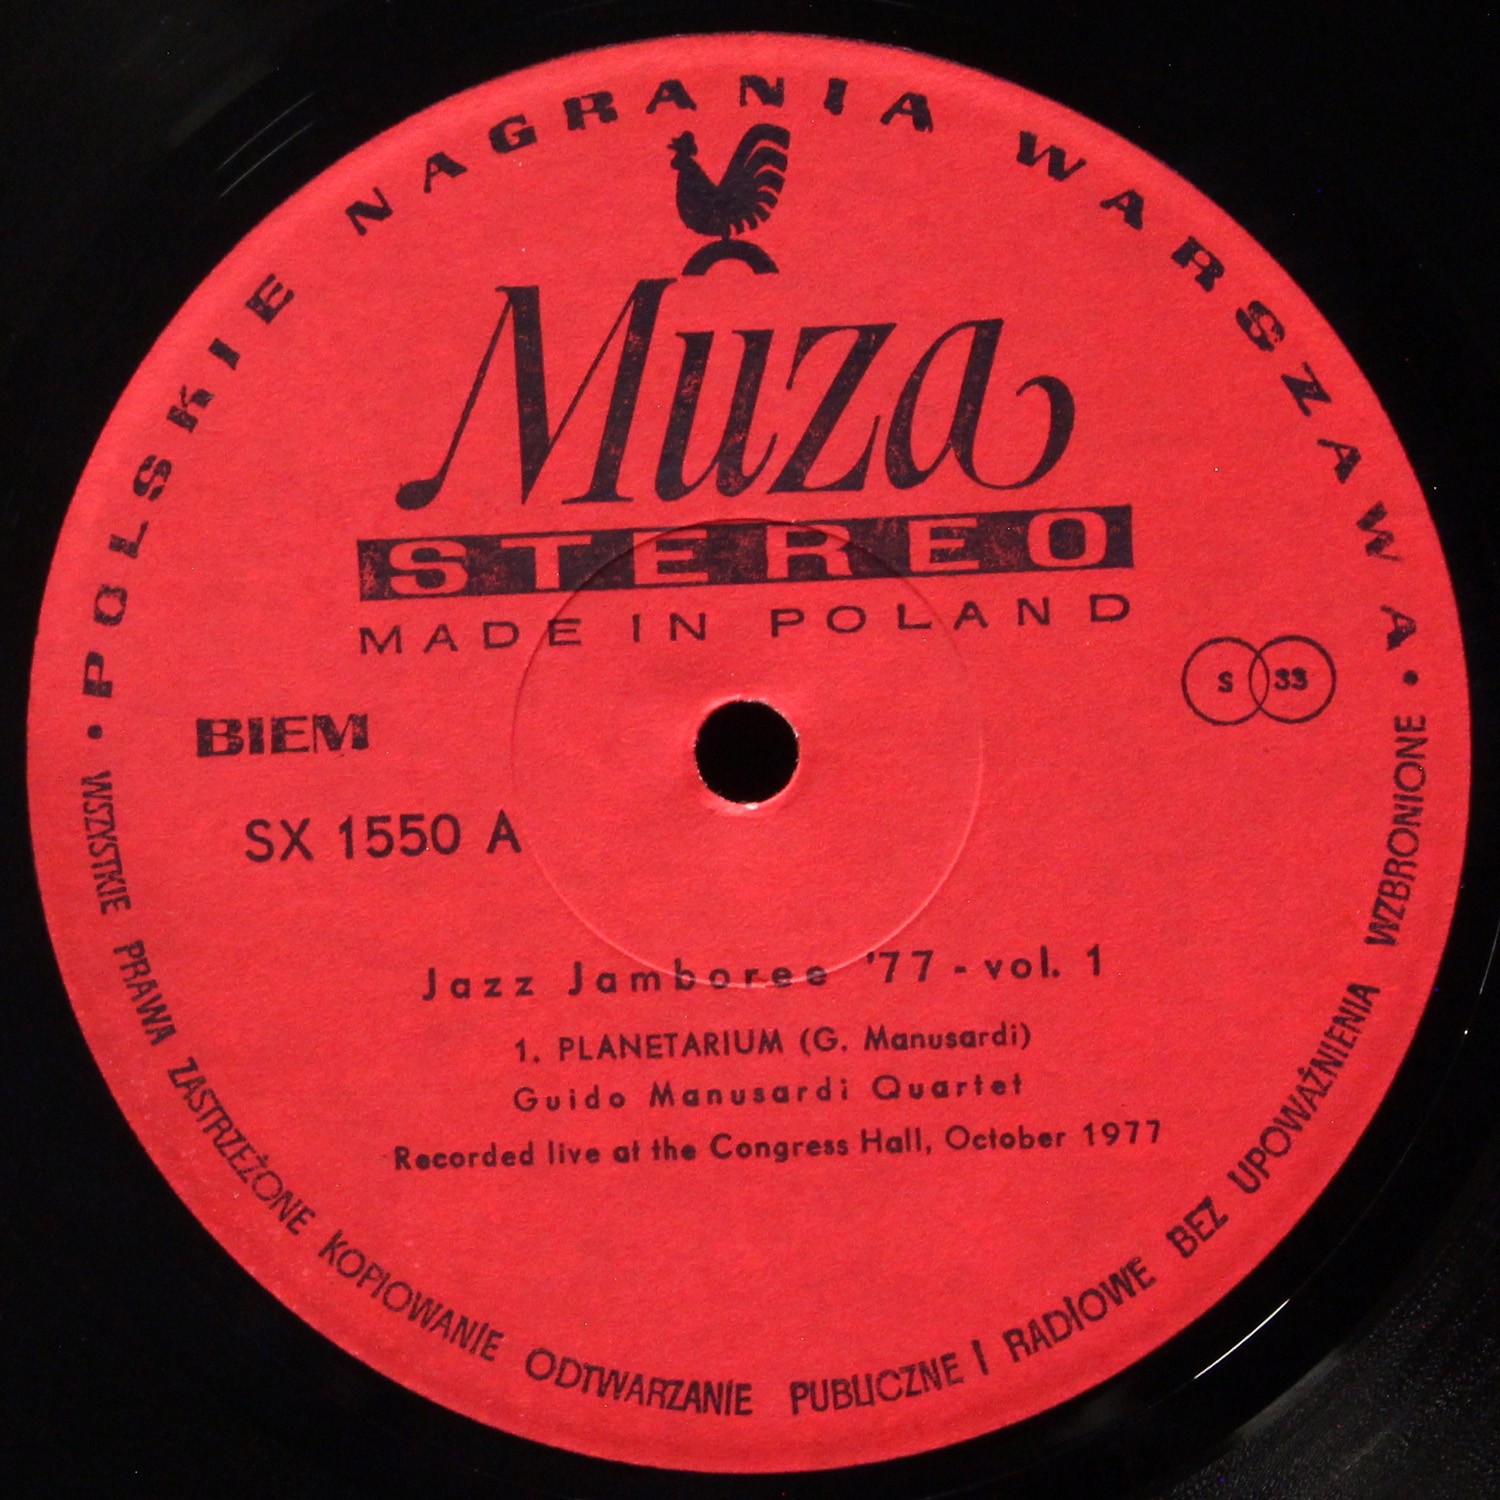 POLSKIE NAGRANIA WARSZAWA
Muza
STEREO
MADE IN POLAND
BIEM
S 33
SX 1550 A
Jazz Jamboree '77 - vol. 1
1. PLANETARIUM (G. Manusardi)
Guido Manusardi Quartet
Recorded live at the Congress Hall, October 1977
WSZYSTKIE PRAWA ZASTRZEŻONE KOPIOWANIE ODTWARZANIE PUBLICZNE I RADIOWE BEZ UPOWAŻNIENIA WZBRONIONE